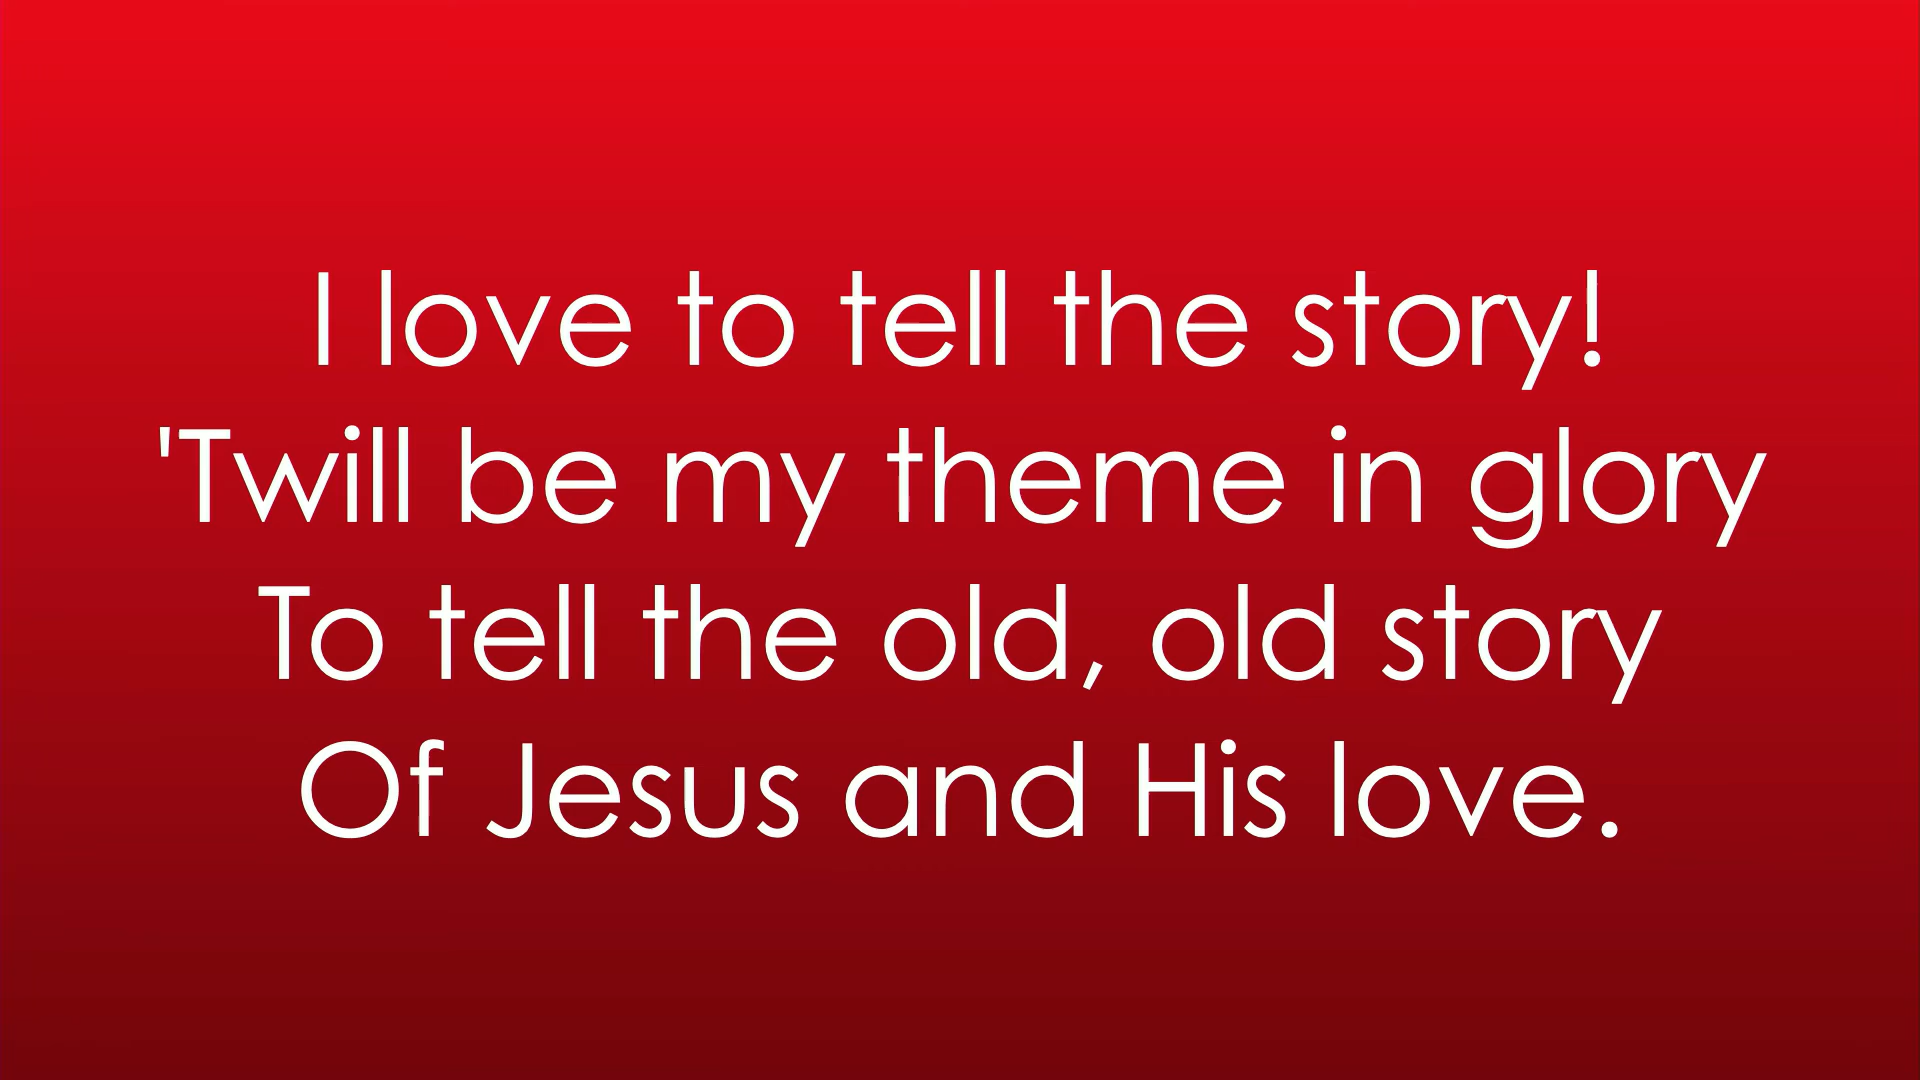 I love to tell the story!
'Twill be my theme in glory
To tell the old, old story
Of Jesus and His love.